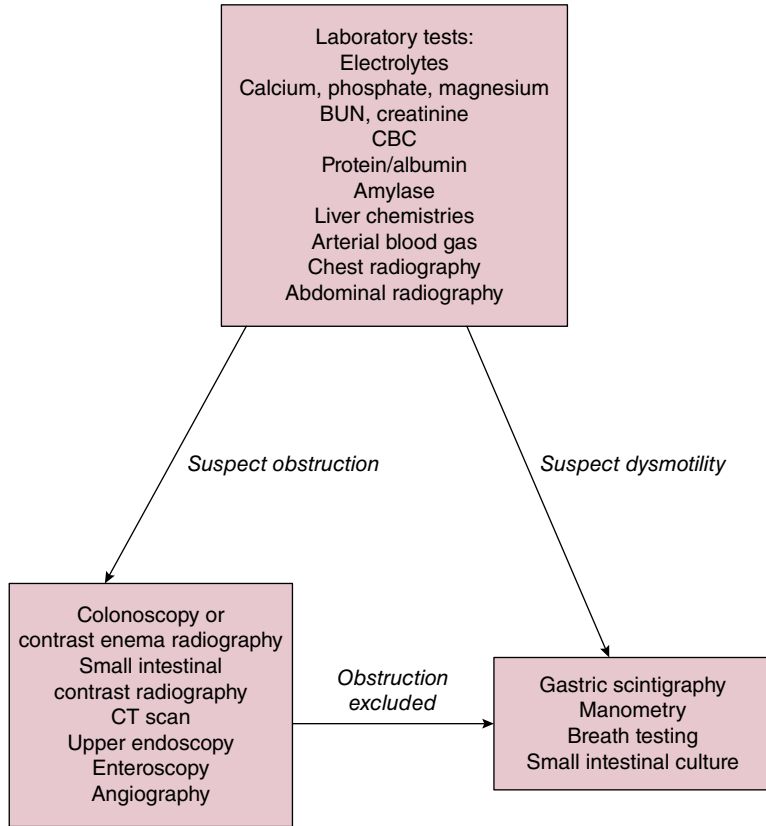 Laboratory tests:
Electrolytes
Calcium, phosphate, magnesium
BUN, creatinine
CBC
Protein/albumin
Amylase
Liver chemistries
Arterial blood gas
Chest radiography
Abdominal radiography
Suspect obstruction
Suspect dysmotility
Colonoscopy or
contrast enema radiography
Small intestinal
contrast radiography
CT scan
Upper endoscopy
Enteroscopy
Angiography
Obstruction
excluded
Gastric scintigraphy
Manometry
Breath testing
Small intestinal culture